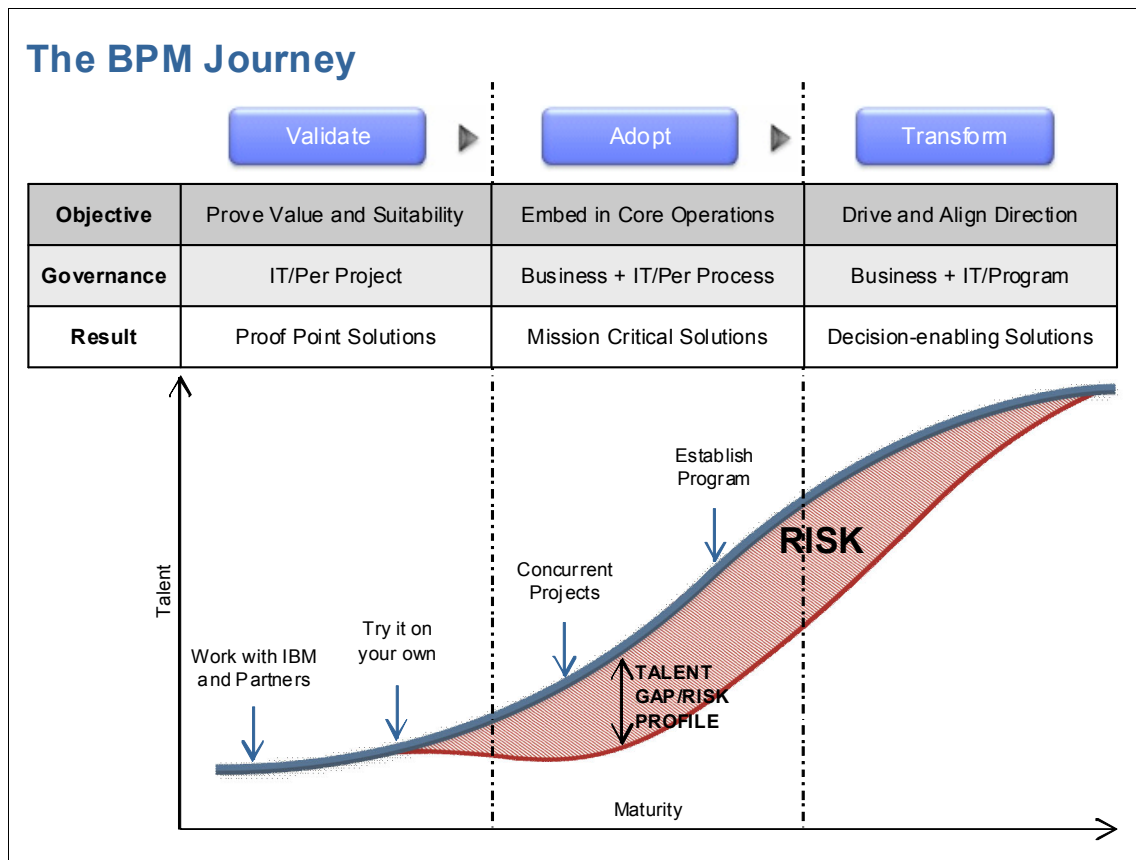 The BPM Journey
Validate
Adopt
Transform
Objective
Prove Value and Suitability
Embed in Core Operations
Drive and Align Direction
Governance
IT/Per Project
Business + IT/Per Process
Business + IT/Program
Result
Proof Point Solutions
Mission Critical Solutions
Decision-enabling Solutions
Talent
Work with IBM
and Partners
Try it on
your own
Concurrent
Projects
Establish
Program
RISK
TALENT
GAP/RISK
PROFILE
Maturity